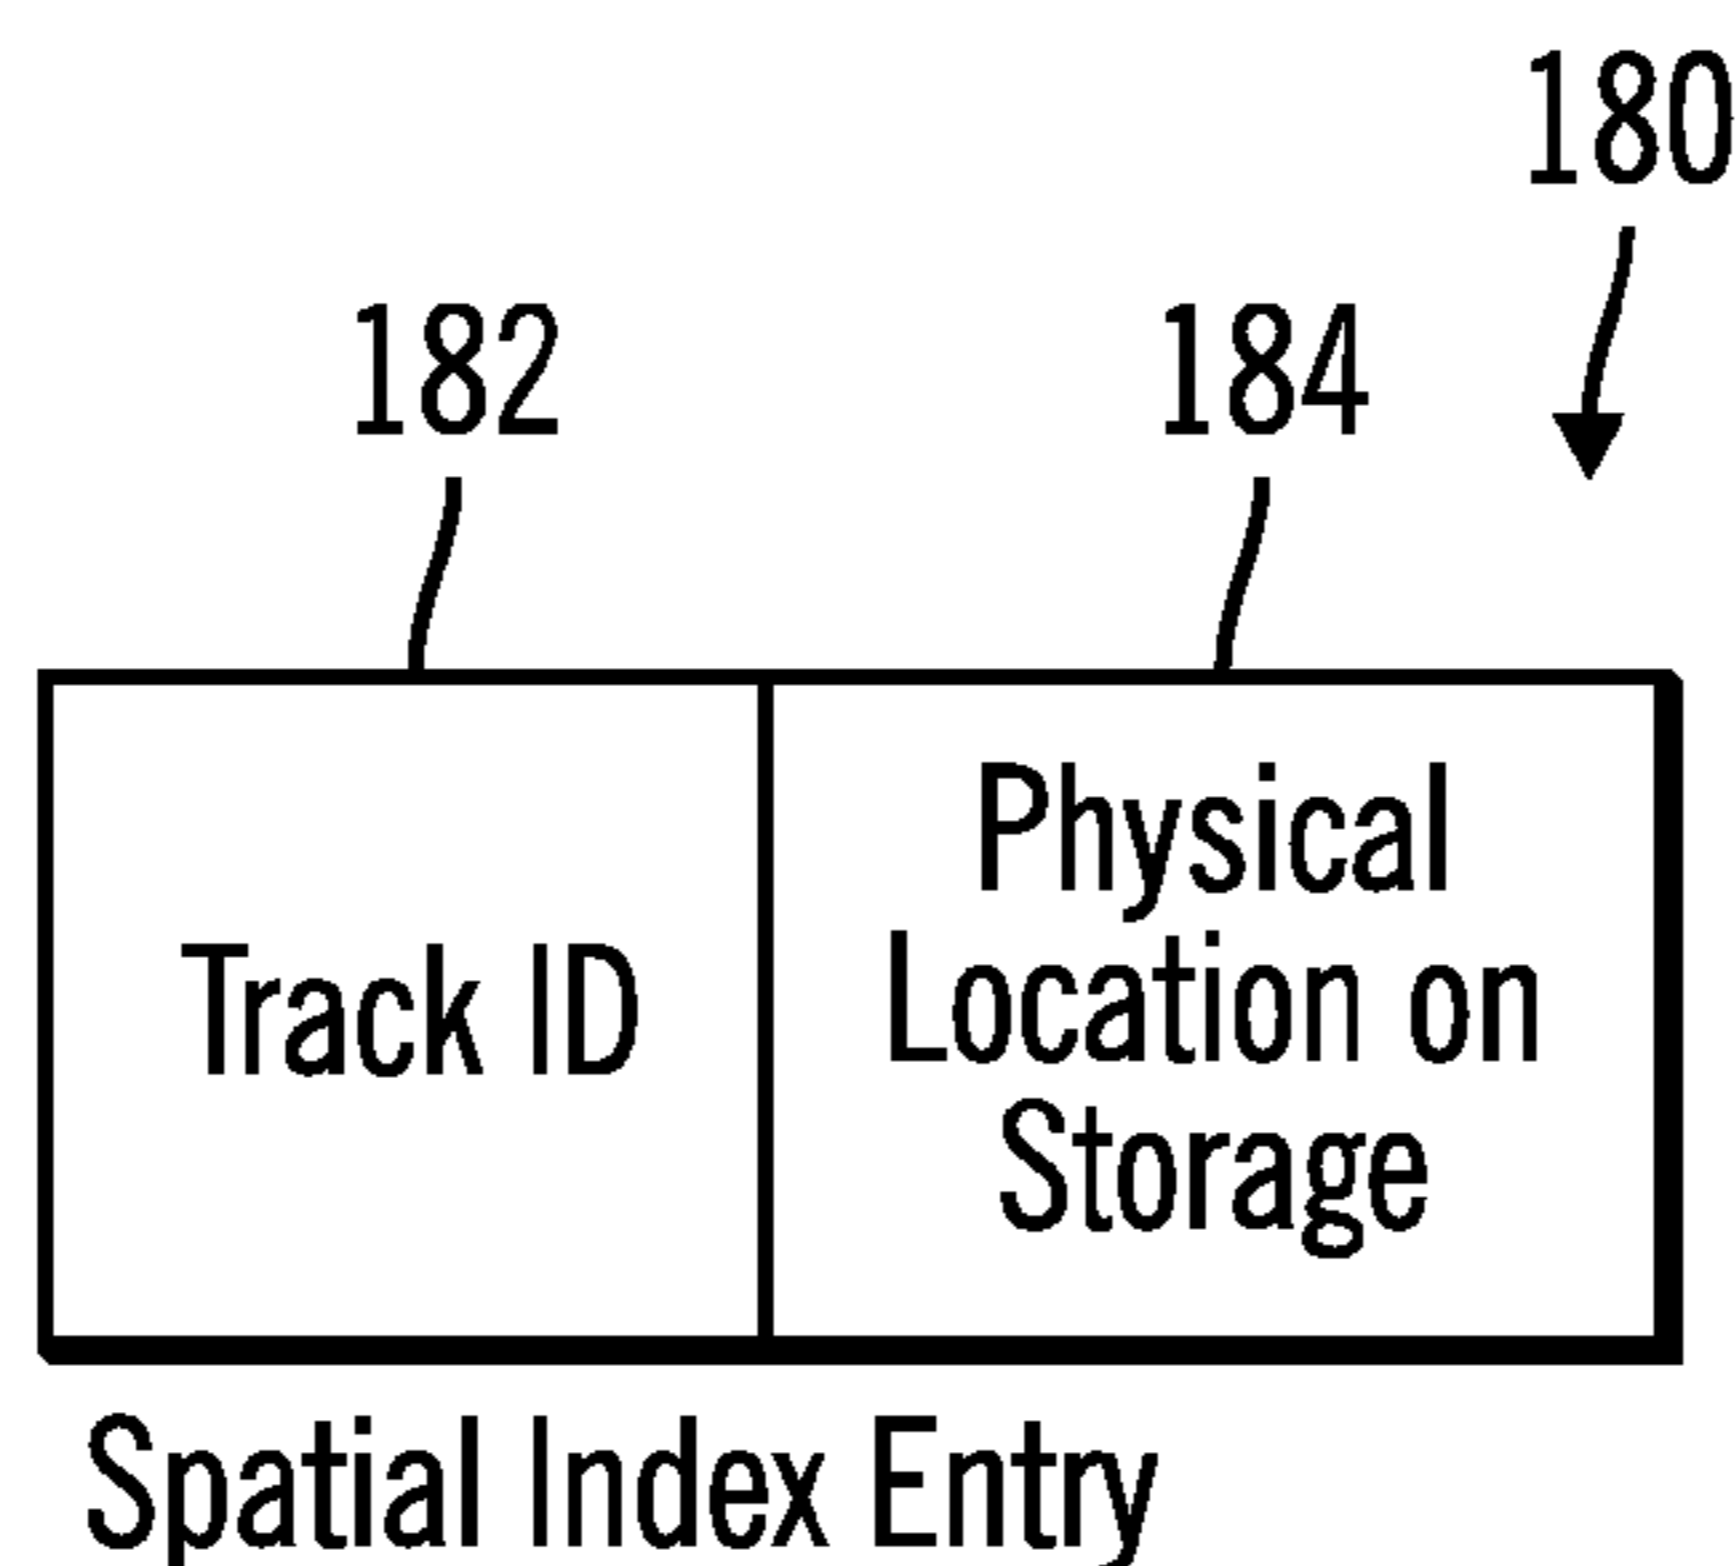 180
182
184
Track ID
Physical
Location on
Storage
Spatial Index Entry